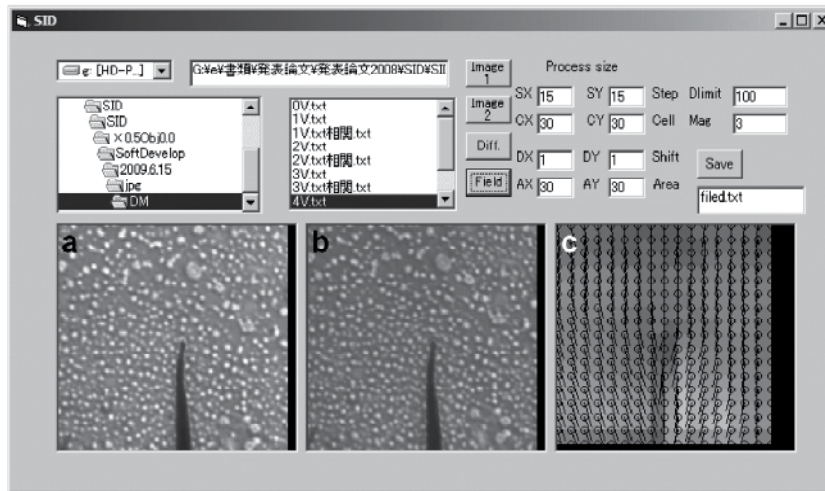 SID
g: [HD-P_]
G:¥e¥書類¥発表論文¥発表論文2008¥SID¥SII
SID
SID
×0.5Obj0.0
SoftDevelop
2009.6.15
jpg
DM
0V.txt
1V.txt
1V.txt相関.txt
2V.txt
2V.txt相関.txt
3V.txt
3V.txt相関.txt
4V.txt
Image 1
Image 2
Diff.
Field
Process size
SX 15 SY 15 Step Dlimit 100
CX 30 CY 30 Cell Mag 3
DX 1 DY 1 Shift
AX 30 AY 30 Area
Save
filed.txt
a
b
c